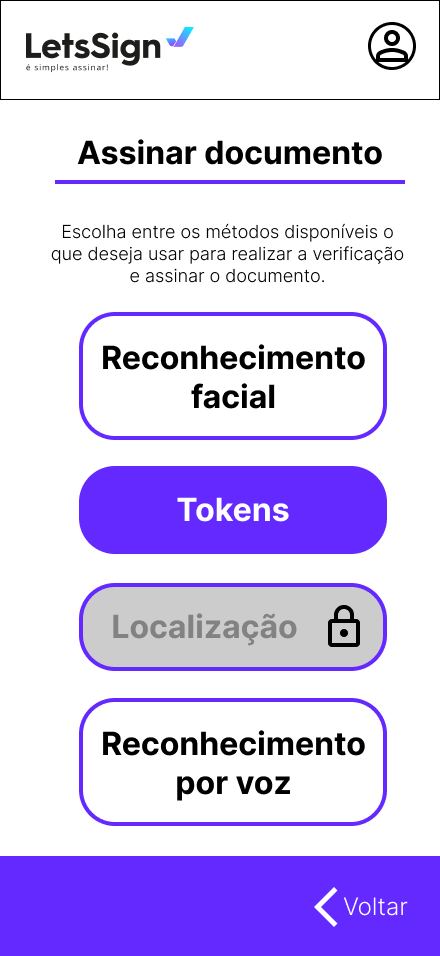 LetsSign
é simples assinar!
Assinar documento
Escolha entre os métodos disponíveis o
que deseja usar para realizar a verificação
e assinar o documento.
Reconhecimento
facial
Tokens
Localização
Reconhecimento
por voz
Voltar